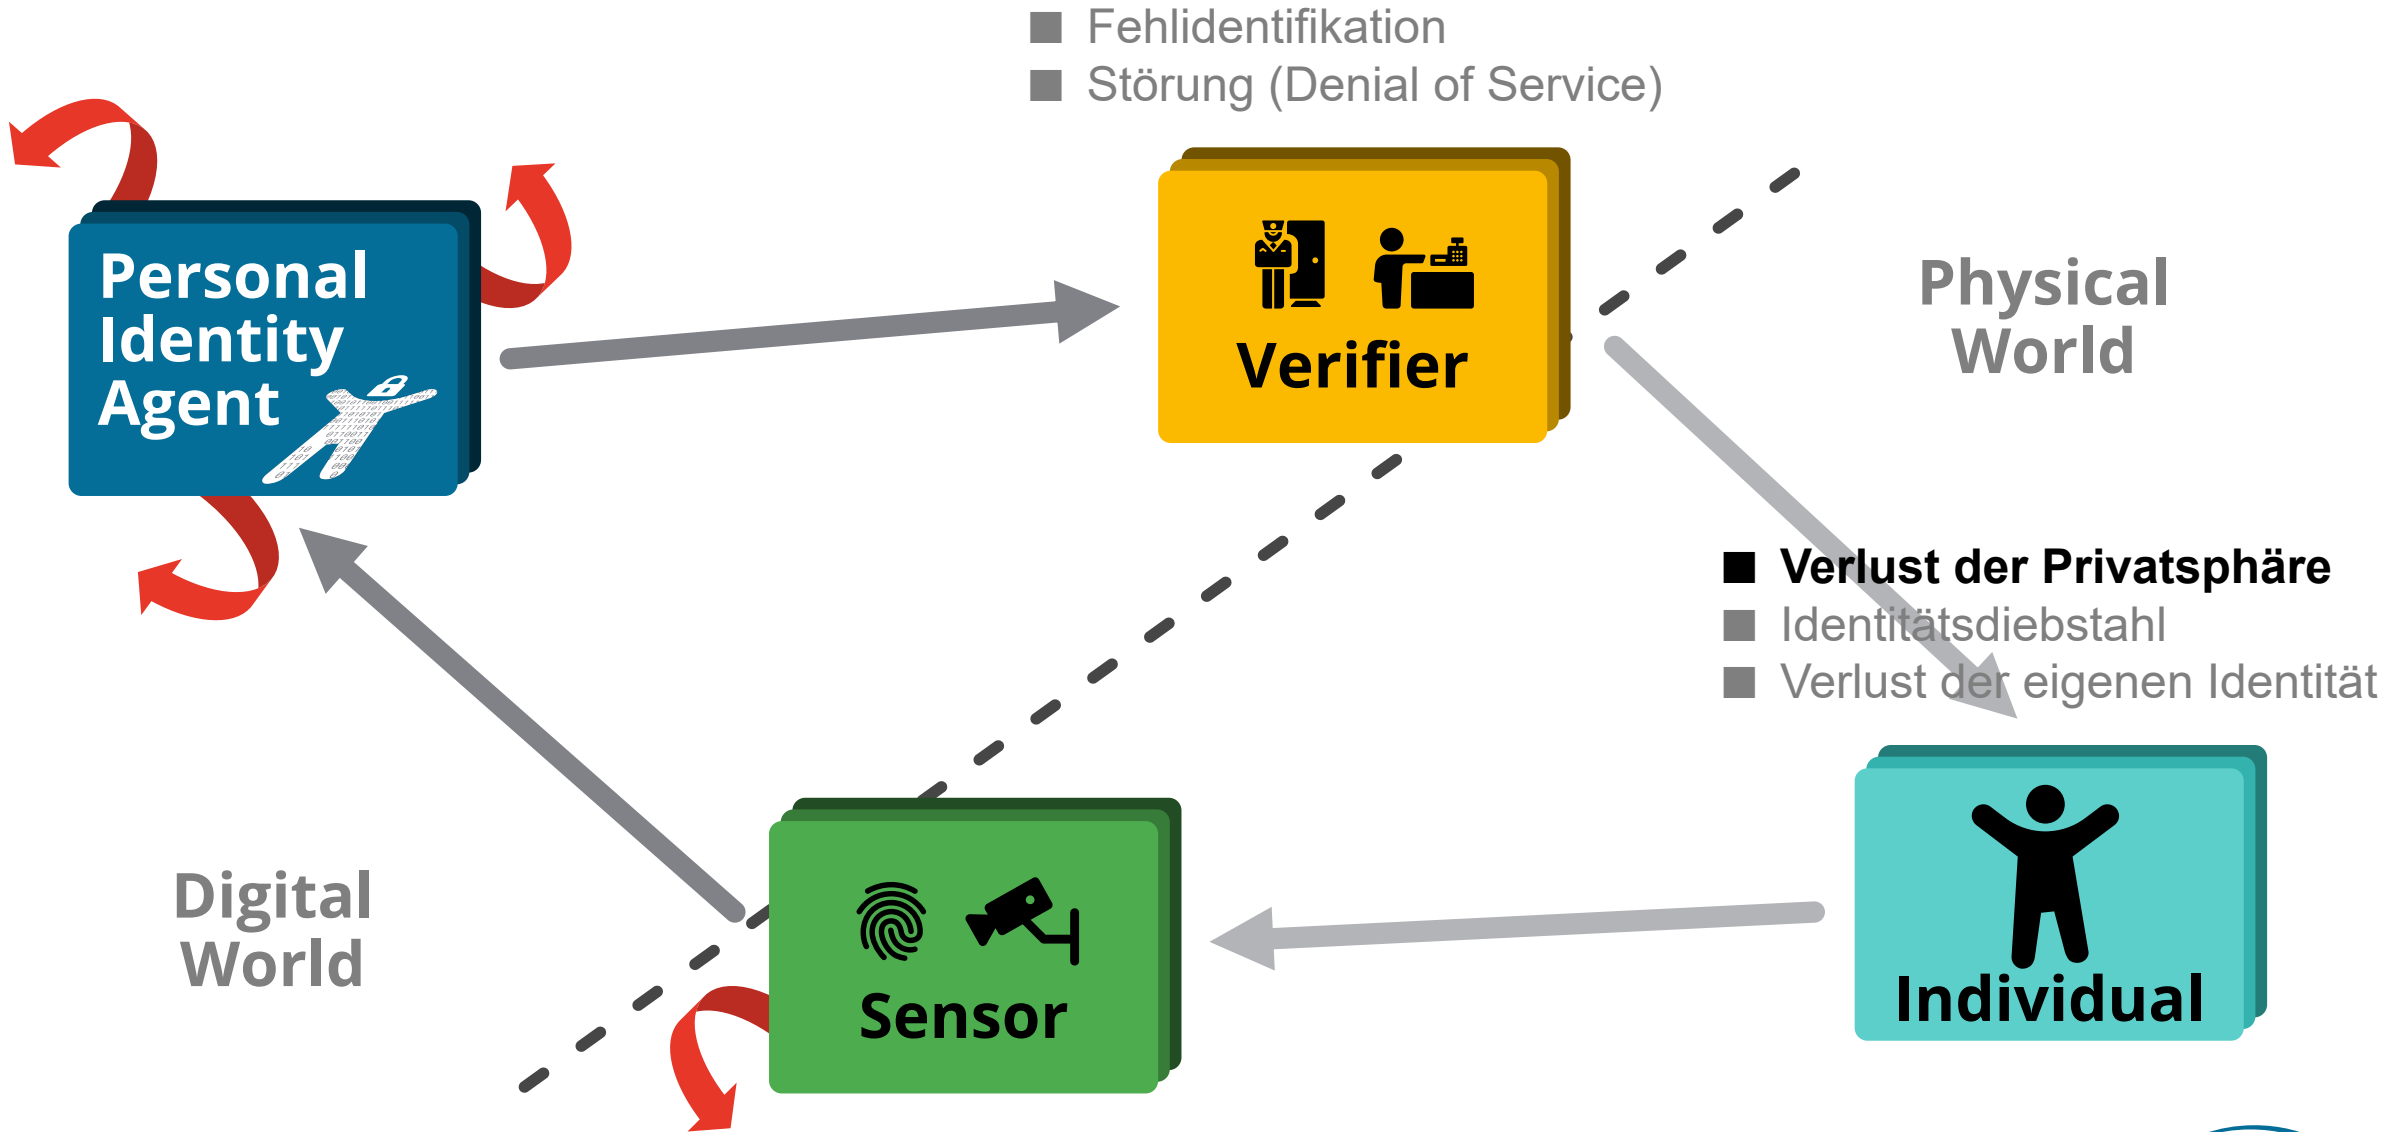 Fehlidentifikation
Störung (Denial of Service)
Personal
Identity
Agent
Verifier
Physical
World
Verlust der Privatsphäre
Identitätsdiebstahl
Verlust der eigenen Identität
Digital
World
Sensor
Individual